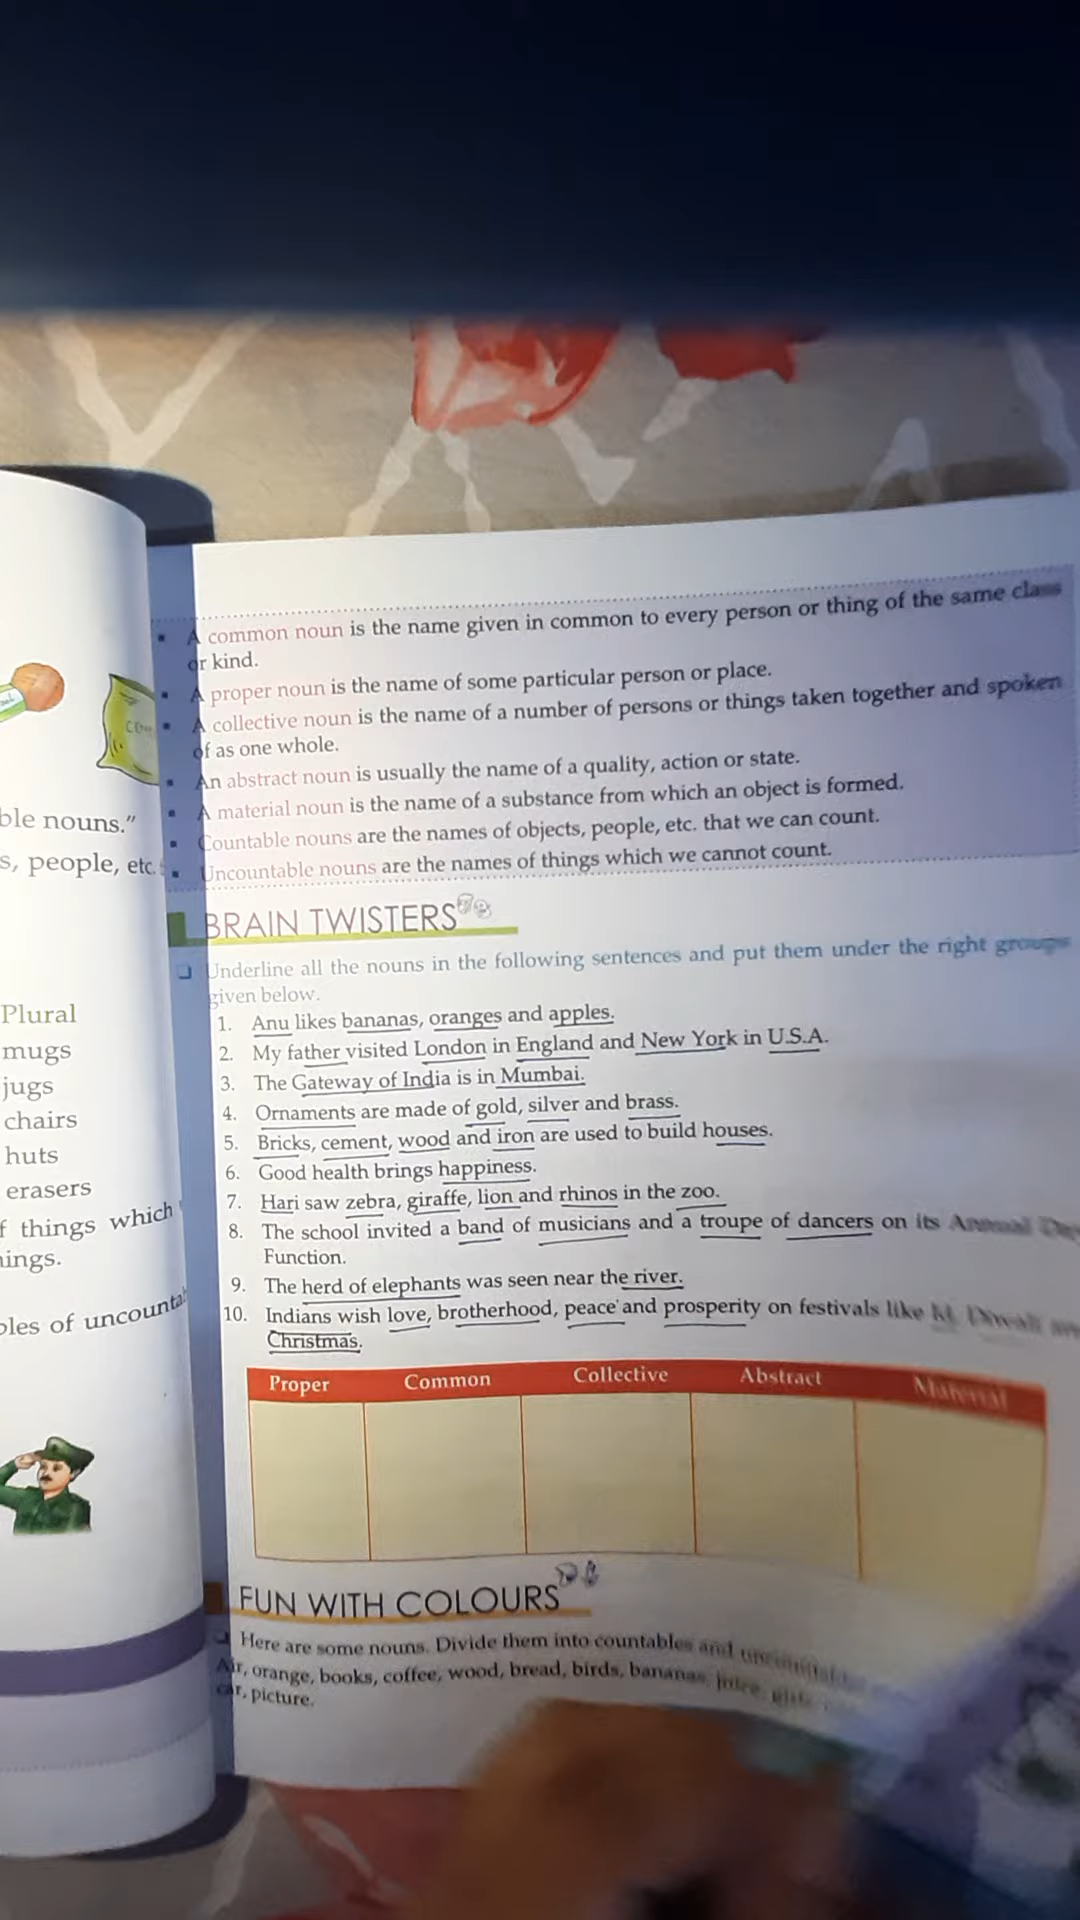 ble nouns."
s, people, etc.
Plural
mugs
jugs
chairs
huts
erasers
f things which
ings.
ples of
A common noun is the name given in common to every person or thing of the same class
or kind.
A proper noun is the name of some particular person or place.
A collective noun is the name of a number of persons or things taken together and spoken
of as one whole.
An abstract noun is usually the name of a quality, action or state.
A material noun is the name of a substance from which an object is formed.
Countable nouns are the names of objects, people, etc. that we can count.
Uncountable nouns are the names of things which we cannot count.
BRAIN TWISTERS
Underline all the nouns in the following sentences and put them under the right groups
given below.
1. Anu likes bananas, oranges and apples.
2. My father visited London in England and New York in U.S.A.
3. The Gateway of India is in Mumbai.
4. Ornaments are made of gold, silver and brass.
5. Bricks, cement, wood and iron are used to build houses.
6. Good health brings happiness.
7. Hari saw zebra, giraffe, lion and rhinos in the zoo.
8. The school invited a band of musicians and a troupe of dancers on its Annual Day
Function.
9. The herd of elephants was seen near the river.
10. Indians wish love, brotherhood, peace and prosperity on festivals like Diwali
Christmas.
Proper Common Collective Abstract Material
FUN WITH COLOURS
Here are some nouns. Divide them into countables and
Air, orange, books, coffee, wood, bread, birds, bananas, juice,
car, picture.